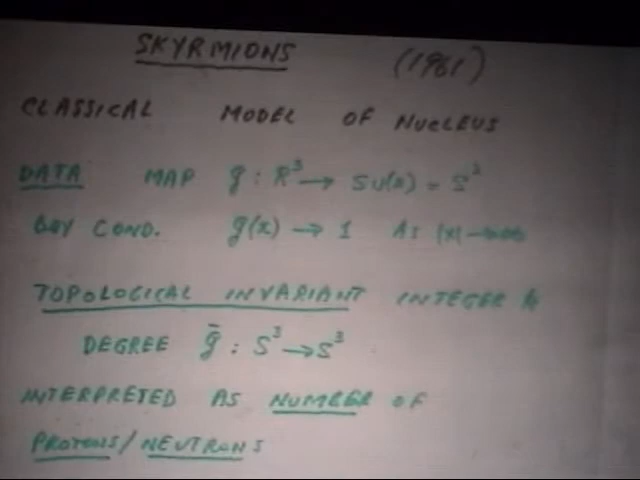 SKYRMIONS (1961)
CLASSICAL MODEL OF NUCLEUS
DATA MAP g : R³ → SU(2) = S³
BDY COND. g(x) → 1 AS |x| → ∞
TOPOLOGICAL INVARIANT INTEGER k
DEGREE ḡ : S³ → S³
INTERPRETED AS NUMBER OF
PROTONS/NEUTRONS